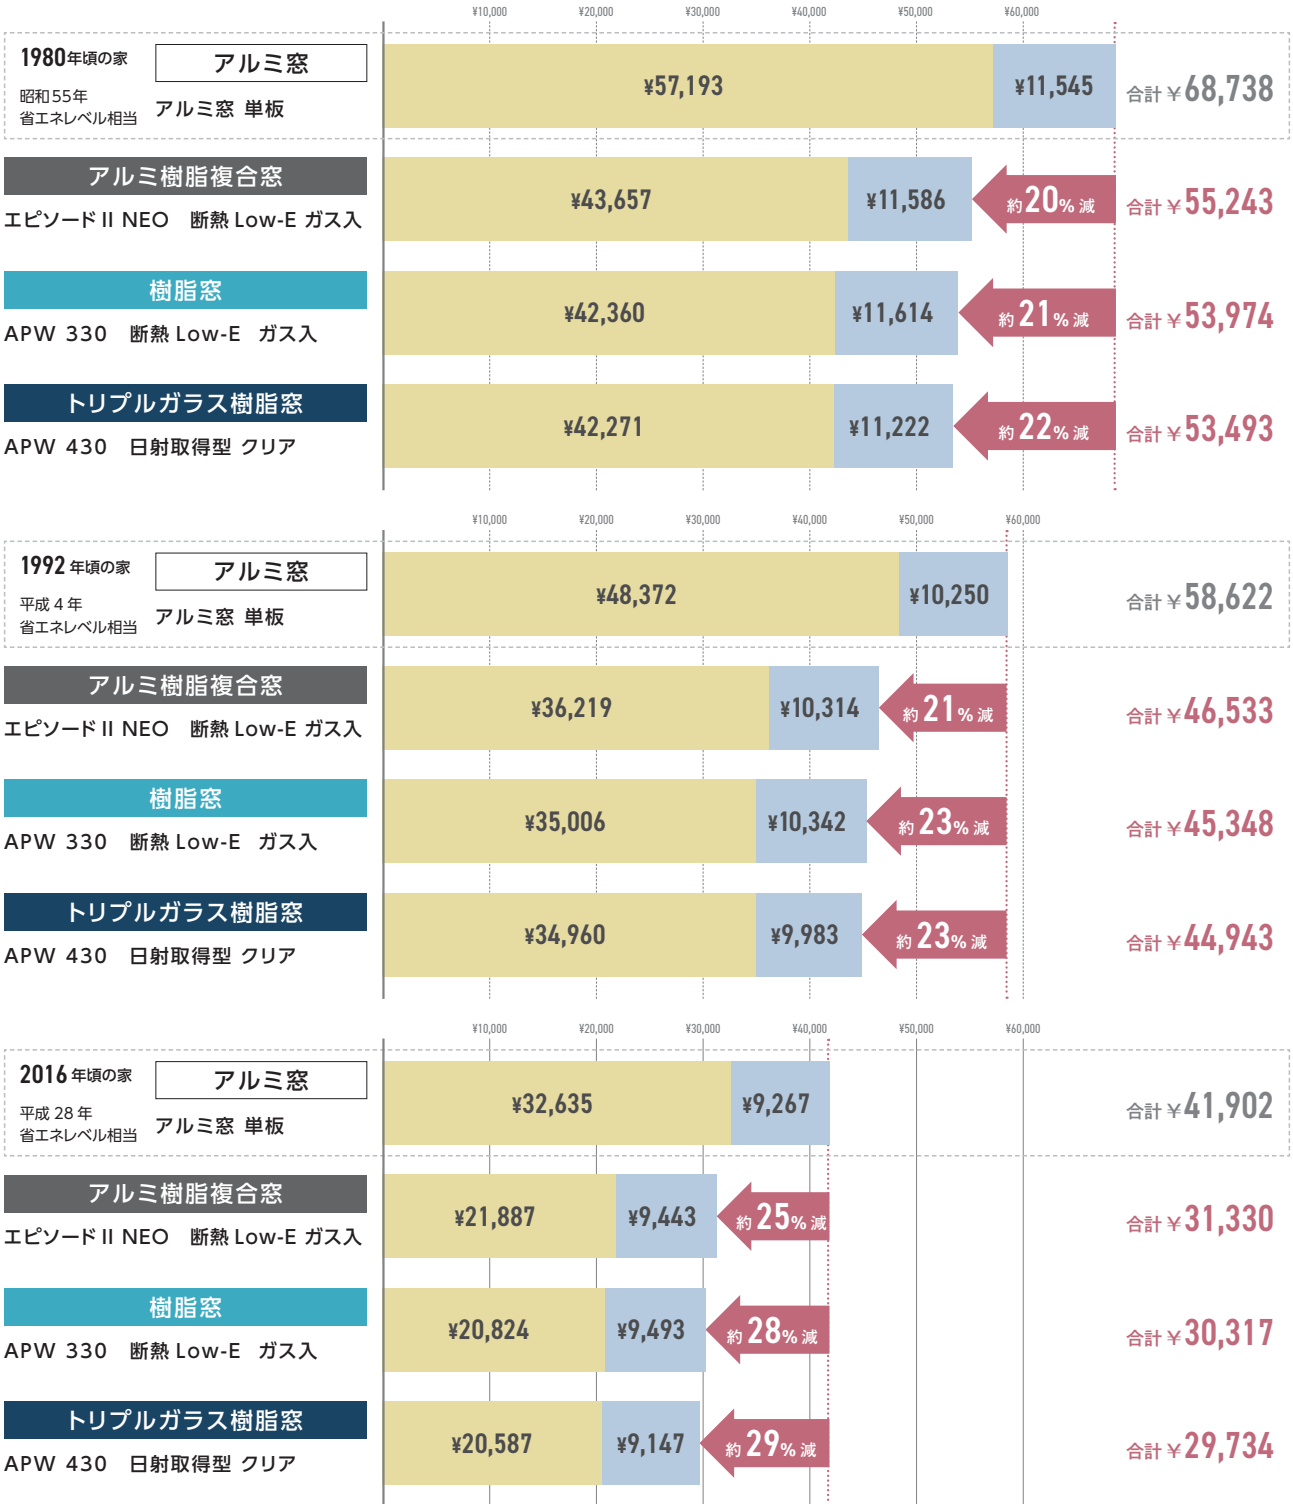 ¥10,000 ¥20,000 ¥30,000 ¥40,000 ¥50,000 ¥60,000
1980年頃の家
昭和55年
省エネレベル相当
アルミ窓
アルミ窓 単板
¥57,193 ¥11,545 合計¥68,738
アルミ樹脂複合窓
エピソードII NEO 断熱 Low-E ガス入
¥43,657 ¥11,586 約20%減 合計¥55,243
樹脂窓
APW 330 断熱 Low-E ガス入
¥42,360 ¥11,614 約21%減 合計¥53,974
トリプルガラス樹脂窓
APW 430 日射取得型 クリア
¥42,271 ¥11,222 約22%減 合計¥53,493
¥10,000 ¥20,000 ¥30,000 ¥40,000 ¥50,000 ¥60,000
1992年頃の家
平成4年
省エネレベル相当
アルミ窓
アルミ窓 単板
¥48,372 ¥10,250 合計¥58,622
アルミ樹脂複合窓
エピソードII NEO 断熱 Low-E ガス入
¥36,219 ¥10,314 約21%減 合計¥46,533
樹脂窓
APW 330 断熱 Low-E ガス入
¥35,006 ¥10,342 約23%減 合計¥45,348
トリプルガラス樹脂窓
APW 430 日射取得型 クリア
¥34,960 ¥9,983 約23%減 合計¥44,943
¥10,000 ¥20,000 ¥30,000 ¥40,000 ¥50,000 ¥60,000
2016年頃の家
平成28年
省エネレベル相当
アルミ窓
アルミ窓 単板
¥32,635 ¥9,267 合計¥41,902
アルミ樹脂複合窓
エピソードII NEO 断熱 Low-E ガス入
¥21,887 ¥9,443 約25%減 合計¥31,330
樹脂窓
APW 330 断熱 Low-E ガス入
¥20,824 ¥9,493 約28%減 合計¥30,317
トリプルガラス樹脂窓
APW 430 日射取得型 クリア
¥20,587 ¥9,147 約29%減 合計¥29,734